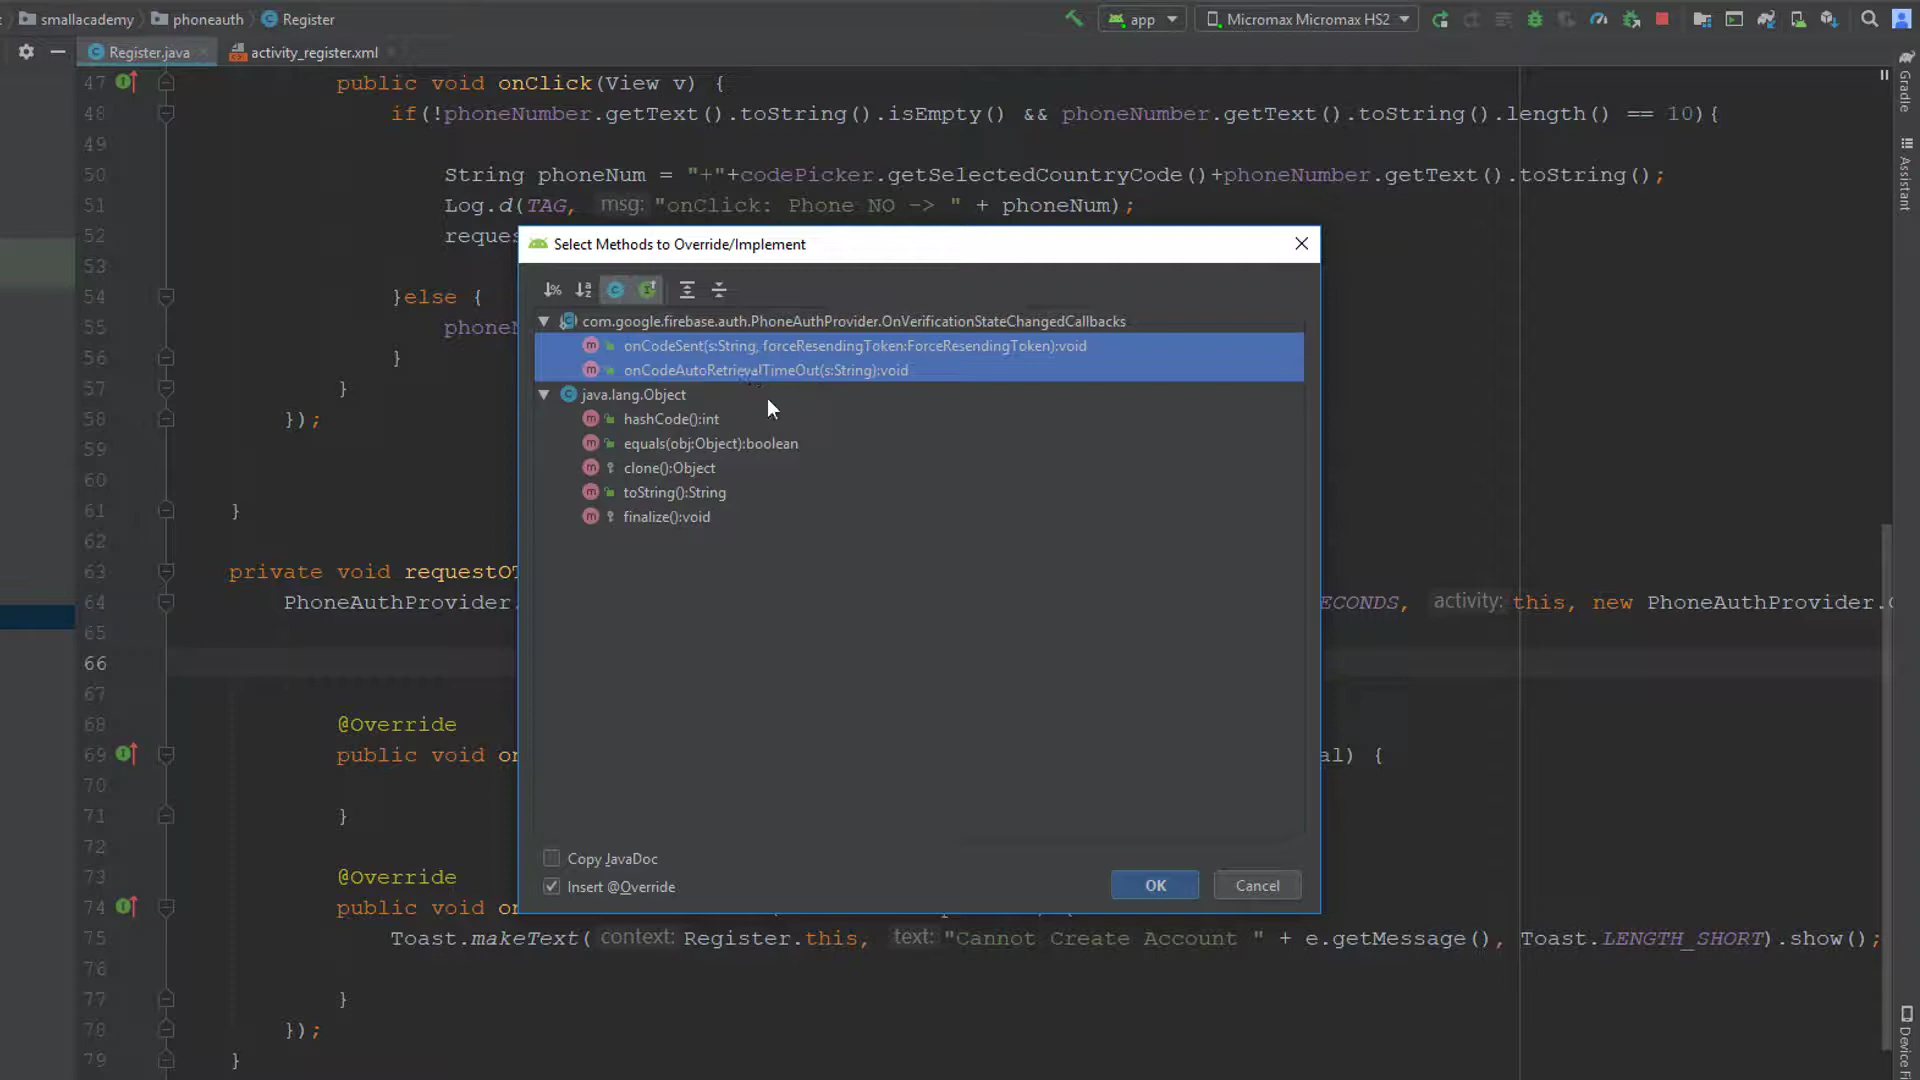 smallacademy
phoneauth
Register
app
Micromax Micromax HS2
Register.java
activity_register.xml
Gradle
Assistant
47 public void onClick(View v) {
48 if(!phoneNumber.getText().toString().isEmpty() && phoneNumber.getText().toString().length() == 10){
49
50 String phoneNum = "+"+codePicker.getSelectedCountryCode()+phoneNumber.getText().toString();
51 Log.d(TAG, msg: "onClick: Phone NO -> " + phoneNum);
52 reques
53
54 }else {
55 phoneN
56 }
57 }
58 });
59
60
61 }
62
63 private void requestOT
64 PhoneAuthProvider. ECONDS, activity: this, new PhoneAuthProvider.
65
66
67
68 @Override
69 public void on al) {
70
71 }
72
73 @Override
74 public void on
75 Toast.makeText( context: Register.this, text: "Cannot Create Account " + e.getMessage(), Toast.LENGTH_SHORT).show();
76
77 }
78 });
79 }
Select Methods to Override/Implement
com.google.firebase.auth.PhoneAuthProvider.OnVerificationStateChangedCallbacks
onCodeSent(s:String, forceResendingToken:ForceResendingToken):void
onCodeAutoRetrievalTimeOut(s:String):void
java.lang.Object
hashCode():int
equals(obj:Object):boolean
clone():Object
toString():String
finalize():void
Copy JavaDoc
Insert @Override
OK
Cancel
Device Fi